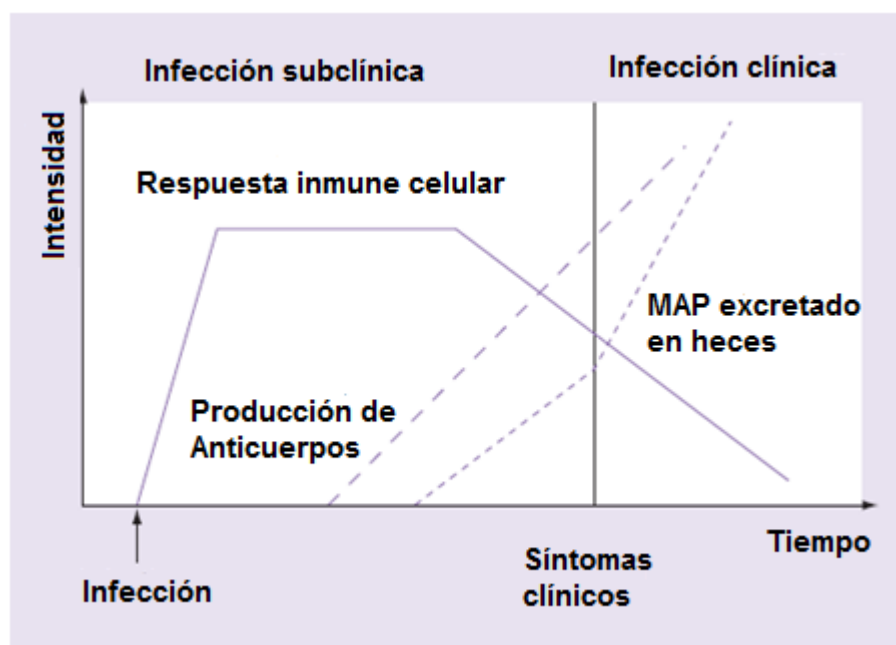 Infección subclínica
Infección clínica
Intensidad
Respuesta inmune celular
MAP excretado
en heces
Producción de
Anticuerpos
Tiempo
Síntomas
clínicos
Infección